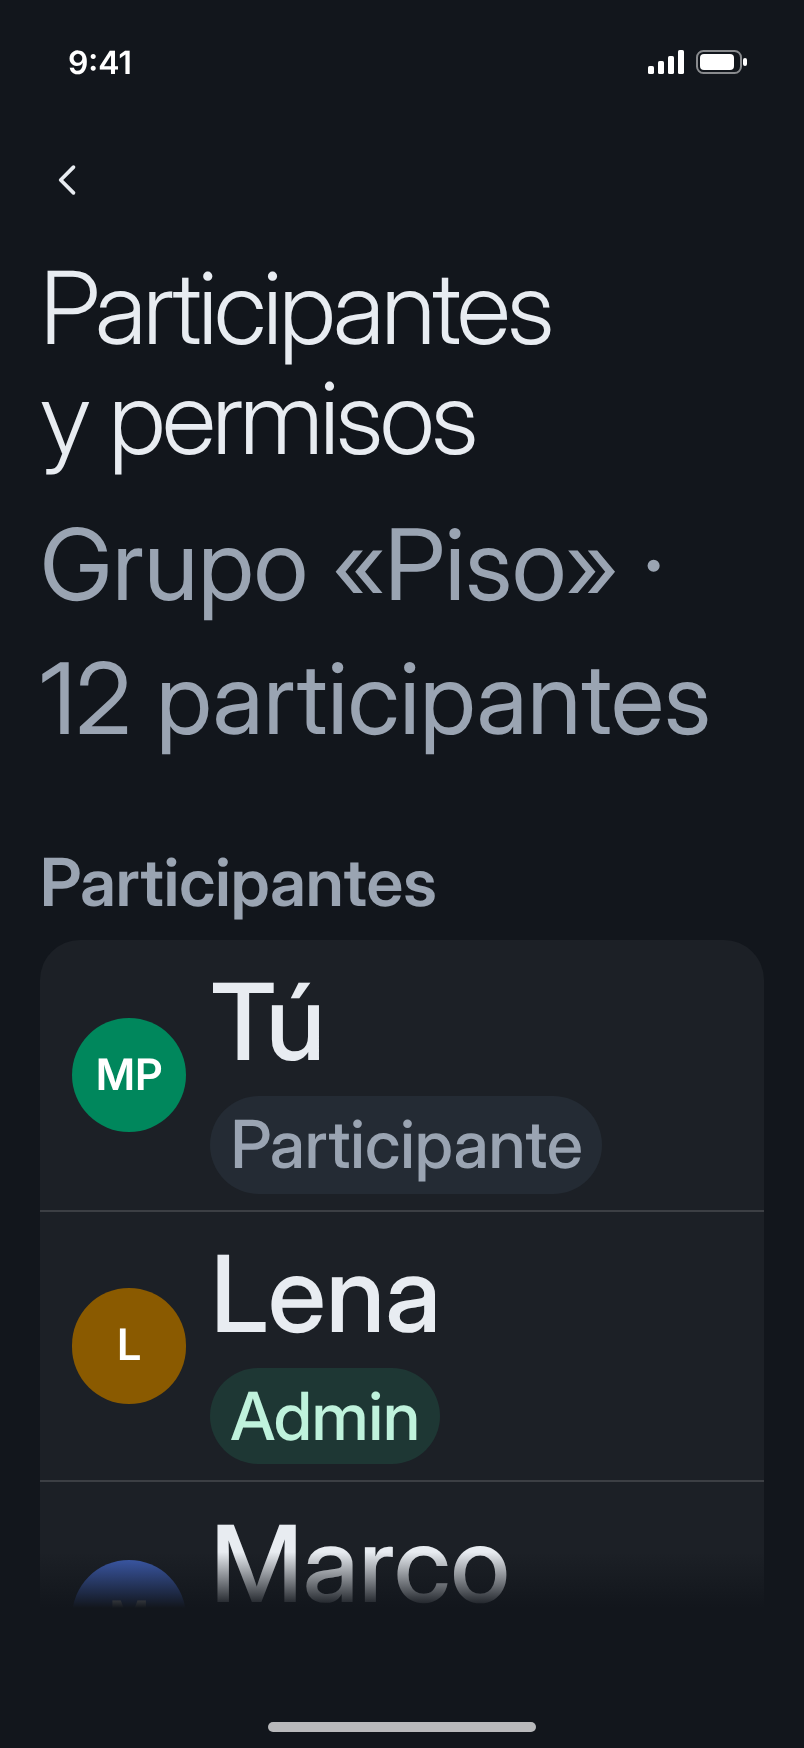 9:41
Participantes
y permisos
Grupo «Piso» ·
12 participantes
Participantes
MP
Tú
Participante
L
Lena
Admin
Marco